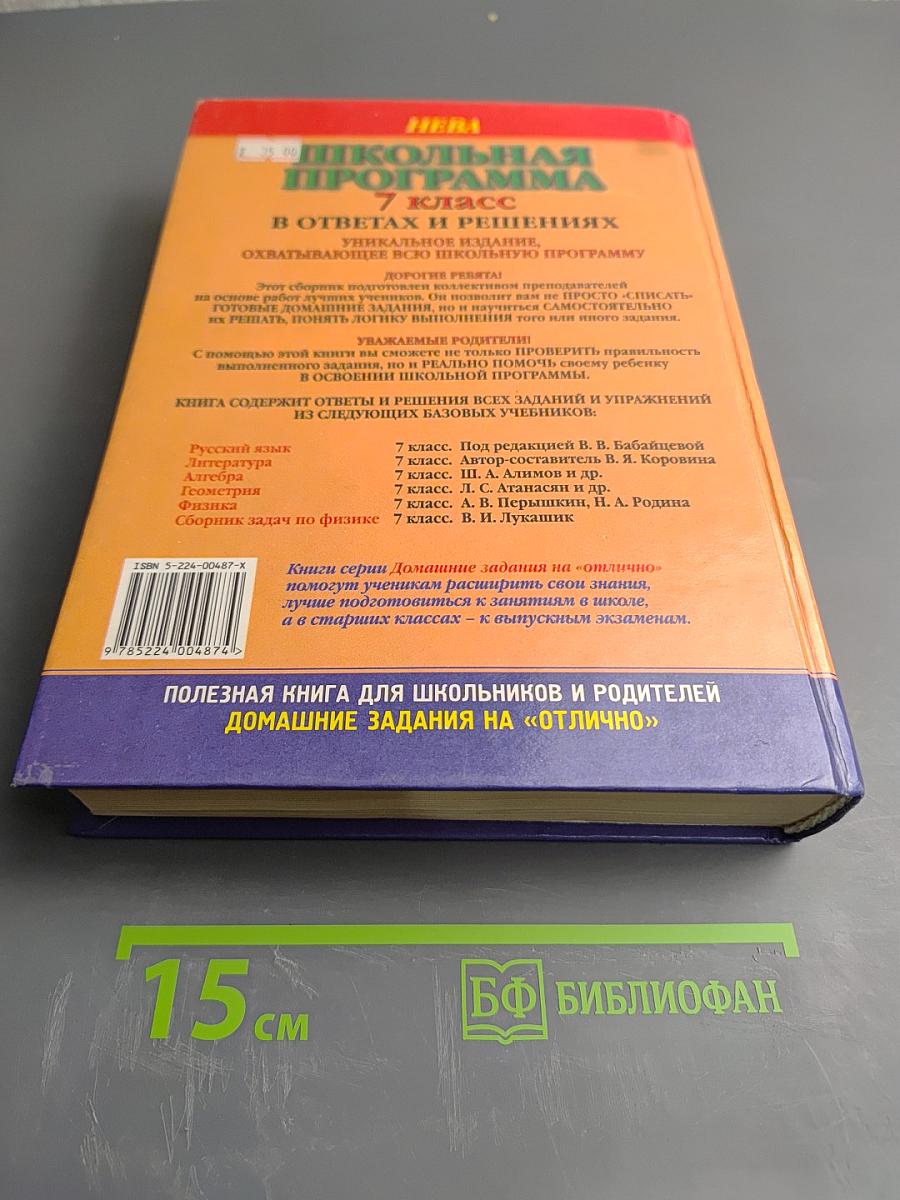 НЕВА
35 00
ШКОЛЬНАЯ
ПРОГРАММА
7 класс
В ОТВЕТАХ И РЕШЕНИЯХ
УНИКАЛЬНОЕ ИЗДАНИЕ,
ОХВАТЫВАЮЩЕЕ ВСЮ ШКОЛЬНУЮ ПРОГРАММУ
ДОРОГИЕ РЕБЯТА!
Этот сборник подготовлен коллективом преподавателей
на основе работ лучших учеников. Он позволит вам не ПРОСТО «СПИСАТЬ»
ГОТОВЫЕ ДОМАШНИЕ ЗАДАНИЯ, но и научиться САМОСТОЯТЕЛЬНО
их РЕШАТЬ, ПОНЯТЬ ЛОГИКУ ВЫПОЛНЕНИЯ того или иного задания.
УВАЖАЕМЫЕ РОДИТЕЛИ!
С помощью этой книги вы сможете не только ПРОВЕРИТЬ правильность
выполненного задания, но и РЕАЛЬНО ПОМОЧЬ своему ребенку
В ОСВОЕНИИ ШКОЛЬНОЙ ПРОГРАММЫ.
КНИГА СОДЕРЖИТ ОТВЕТЫ И РЕШЕНИЯ ВСЕХ ЗАДАНИЙ И УПРАЖНЕНИЙ
ИЗ СЛЕДУЮЩИХ БАЗОВЫХ УЧЕБНИКОВ:
Русский язык 7 класс. Под редакцией В. В. Бабайцевой
Литература 7 класс. Автор-составитель В. Я. Коровина
Алгебра 7 класс. Ш. А. Алимов и др.
Геометрия 7 класс. Л. С. Атанасян и др.
Физика 7 класс. А. В. Перышкин, Н. А. Родина
Сборник задач по физике 7 класс. В. И. Лукашик
ISBN 5-224-00487-X
9 785224 004874 >
Книги серии Домашние задания на «отлично»
помогут ученикам расширить свои знания,
лучше подготовиться к занятиям в школе,
а в старших классах – к выпускным экзаменам.
ПОЛЕЗНАЯ КНИГА ДЛЯ ШКОЛЬНИКОВ И РОДИТЕЛЕЙ
ДОМАШНИЕ ЗАДАНИЯ НА «ОТЛИЧНО»
15 см
БФ БИБЛИОФАН